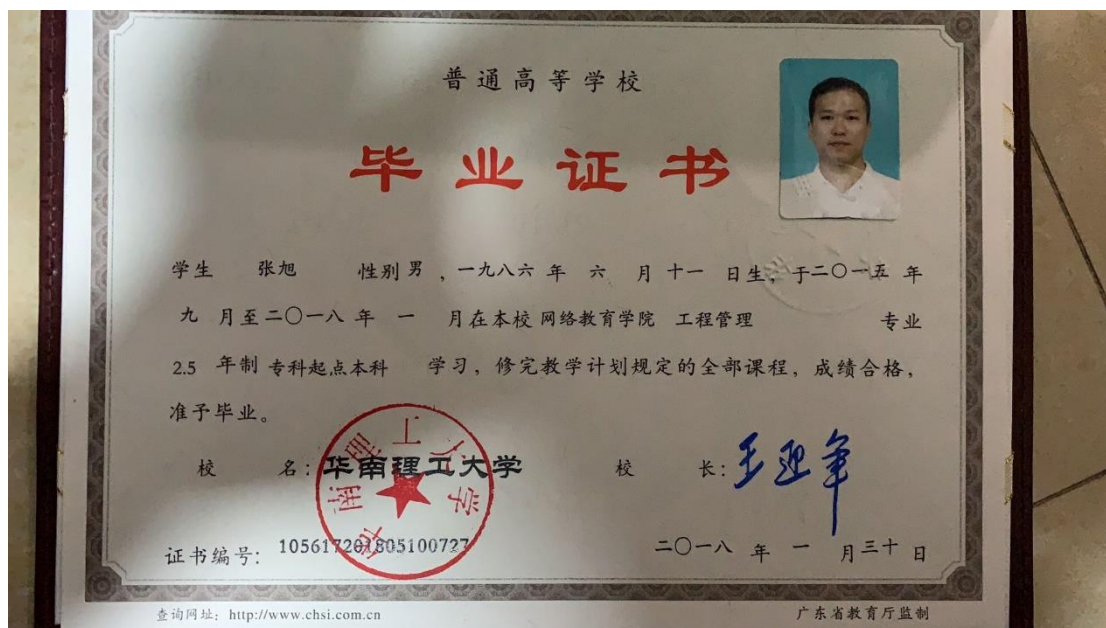 普通高等学校
毕业证书
学生 张旭 性别 男 ，一九八六 年 六 月 十一 日生，于二〇一五 年
九 月至二〇一八 年 一 月在本校 网络教育学院 工程管理 专业
2.5 年制 专科起点本科 学习，修完教学计划规定的全部课程，成绩合格，
准予毕业。
校 名：华南理工大学 校 长：王迎军
证书编号：105617201805100727 二〇一八 年 一 月三十 日
查询网址：http://www.chsi.com.cn 广东省教育厅监制